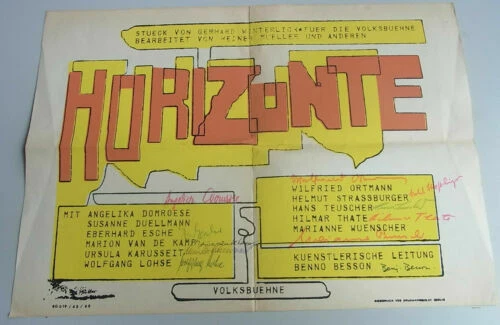 STUECK VON GERHARD WINTERLICH FUER DIE VOLKSBUEHNE
BEARBEITET VON HEINER MUELLER UND ANDEREN
HORIZONTE
MIT ANGELIKA DOMROESE
SUSANNE DUELLMANN
EBERHARD ESCHE
MARION VAN DE KAMP
URSULA KARUSSEIT
WOLFGANG LOHSE
WILFRIED ORTMANN
HELMUT STRASSBURGER
HANS TEUSCHER
HILMAR THATE
MARIANNE WUENSCHER
KUENSTLERISCHE LEITUNG
BENNO BESSON
VOLKSBUEHNE